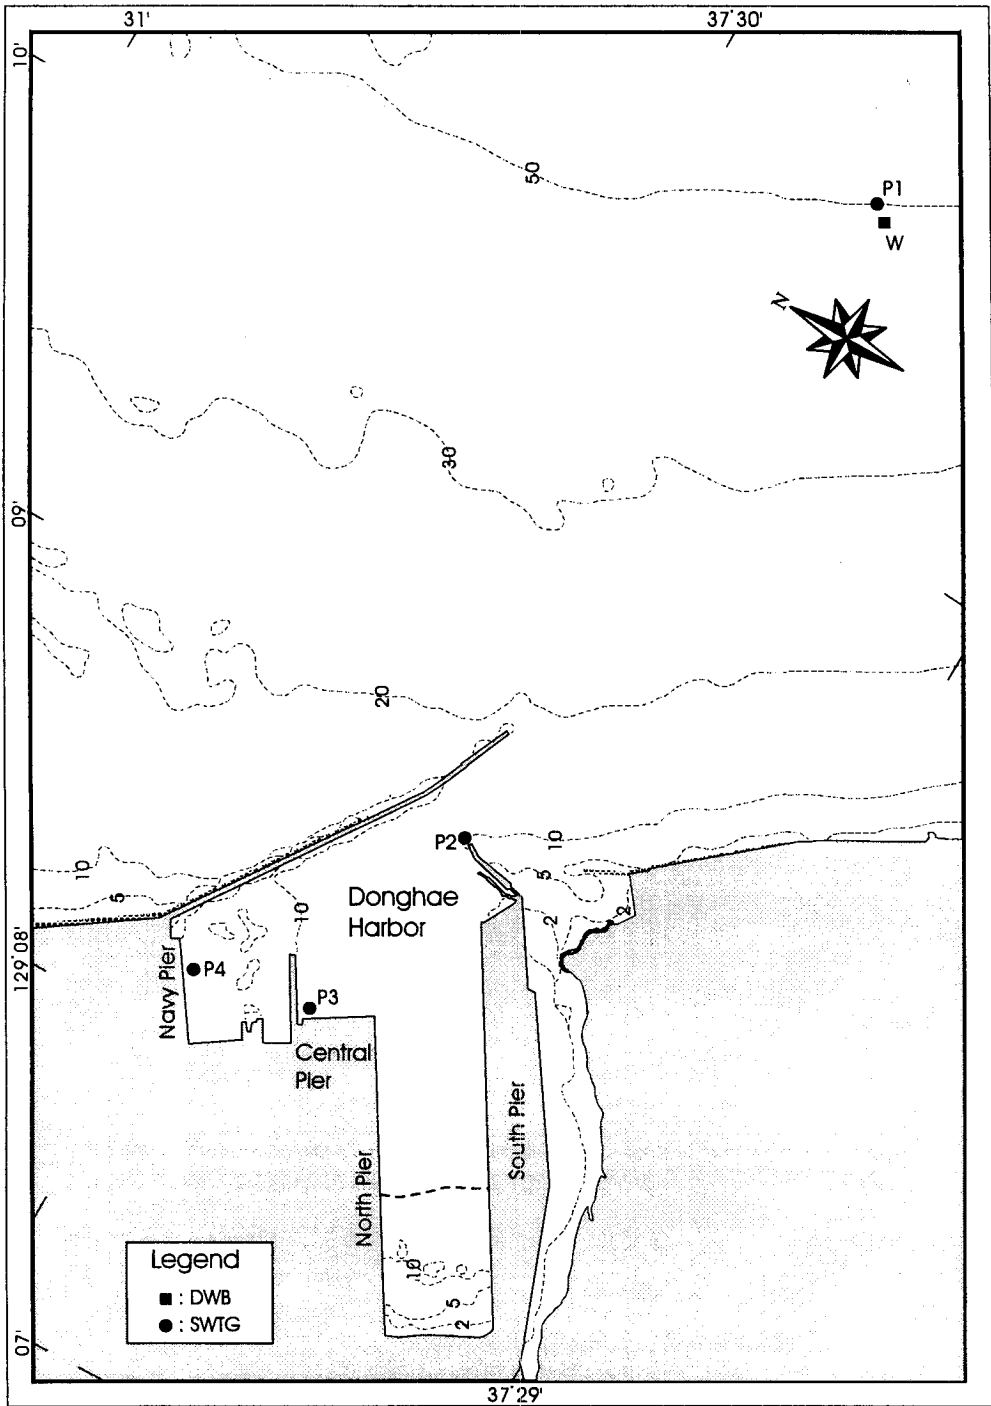 31'
37°30'
10'
50
P1
W
N
30
09'
20
P2
10
10
5
5
Donghae
Harbor
10
2
2
129°08'
Navy Pier
P4
P3
Central
Pier
South Pier
North Pier
Legend
■ : DWB
● : SWTG
10
5
2
07'
37°29'